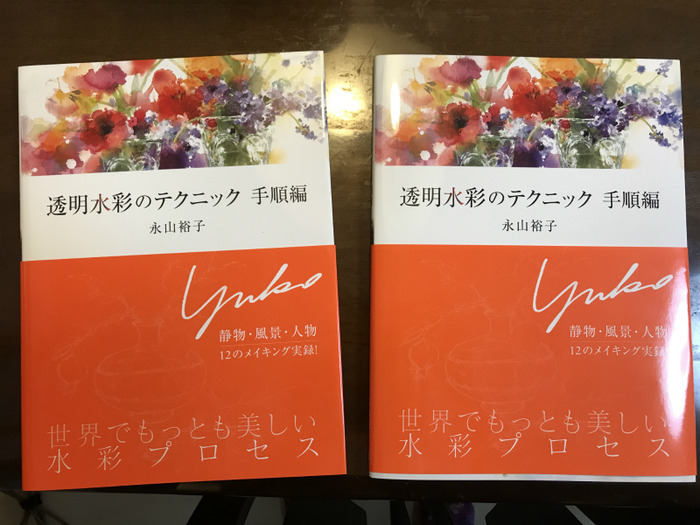 透明水彩のテクニック 手順編
永山裕子
Yuko
静物・風景・人物
12のメイキング実録!
世界でもっとも美しい
水彩プロセス
透明水彩のテクニック 手順編
永山裕子
Yuko
静物・風景・人物
12のメイキング実録
世界でもっとも美しい
水彩プロセス